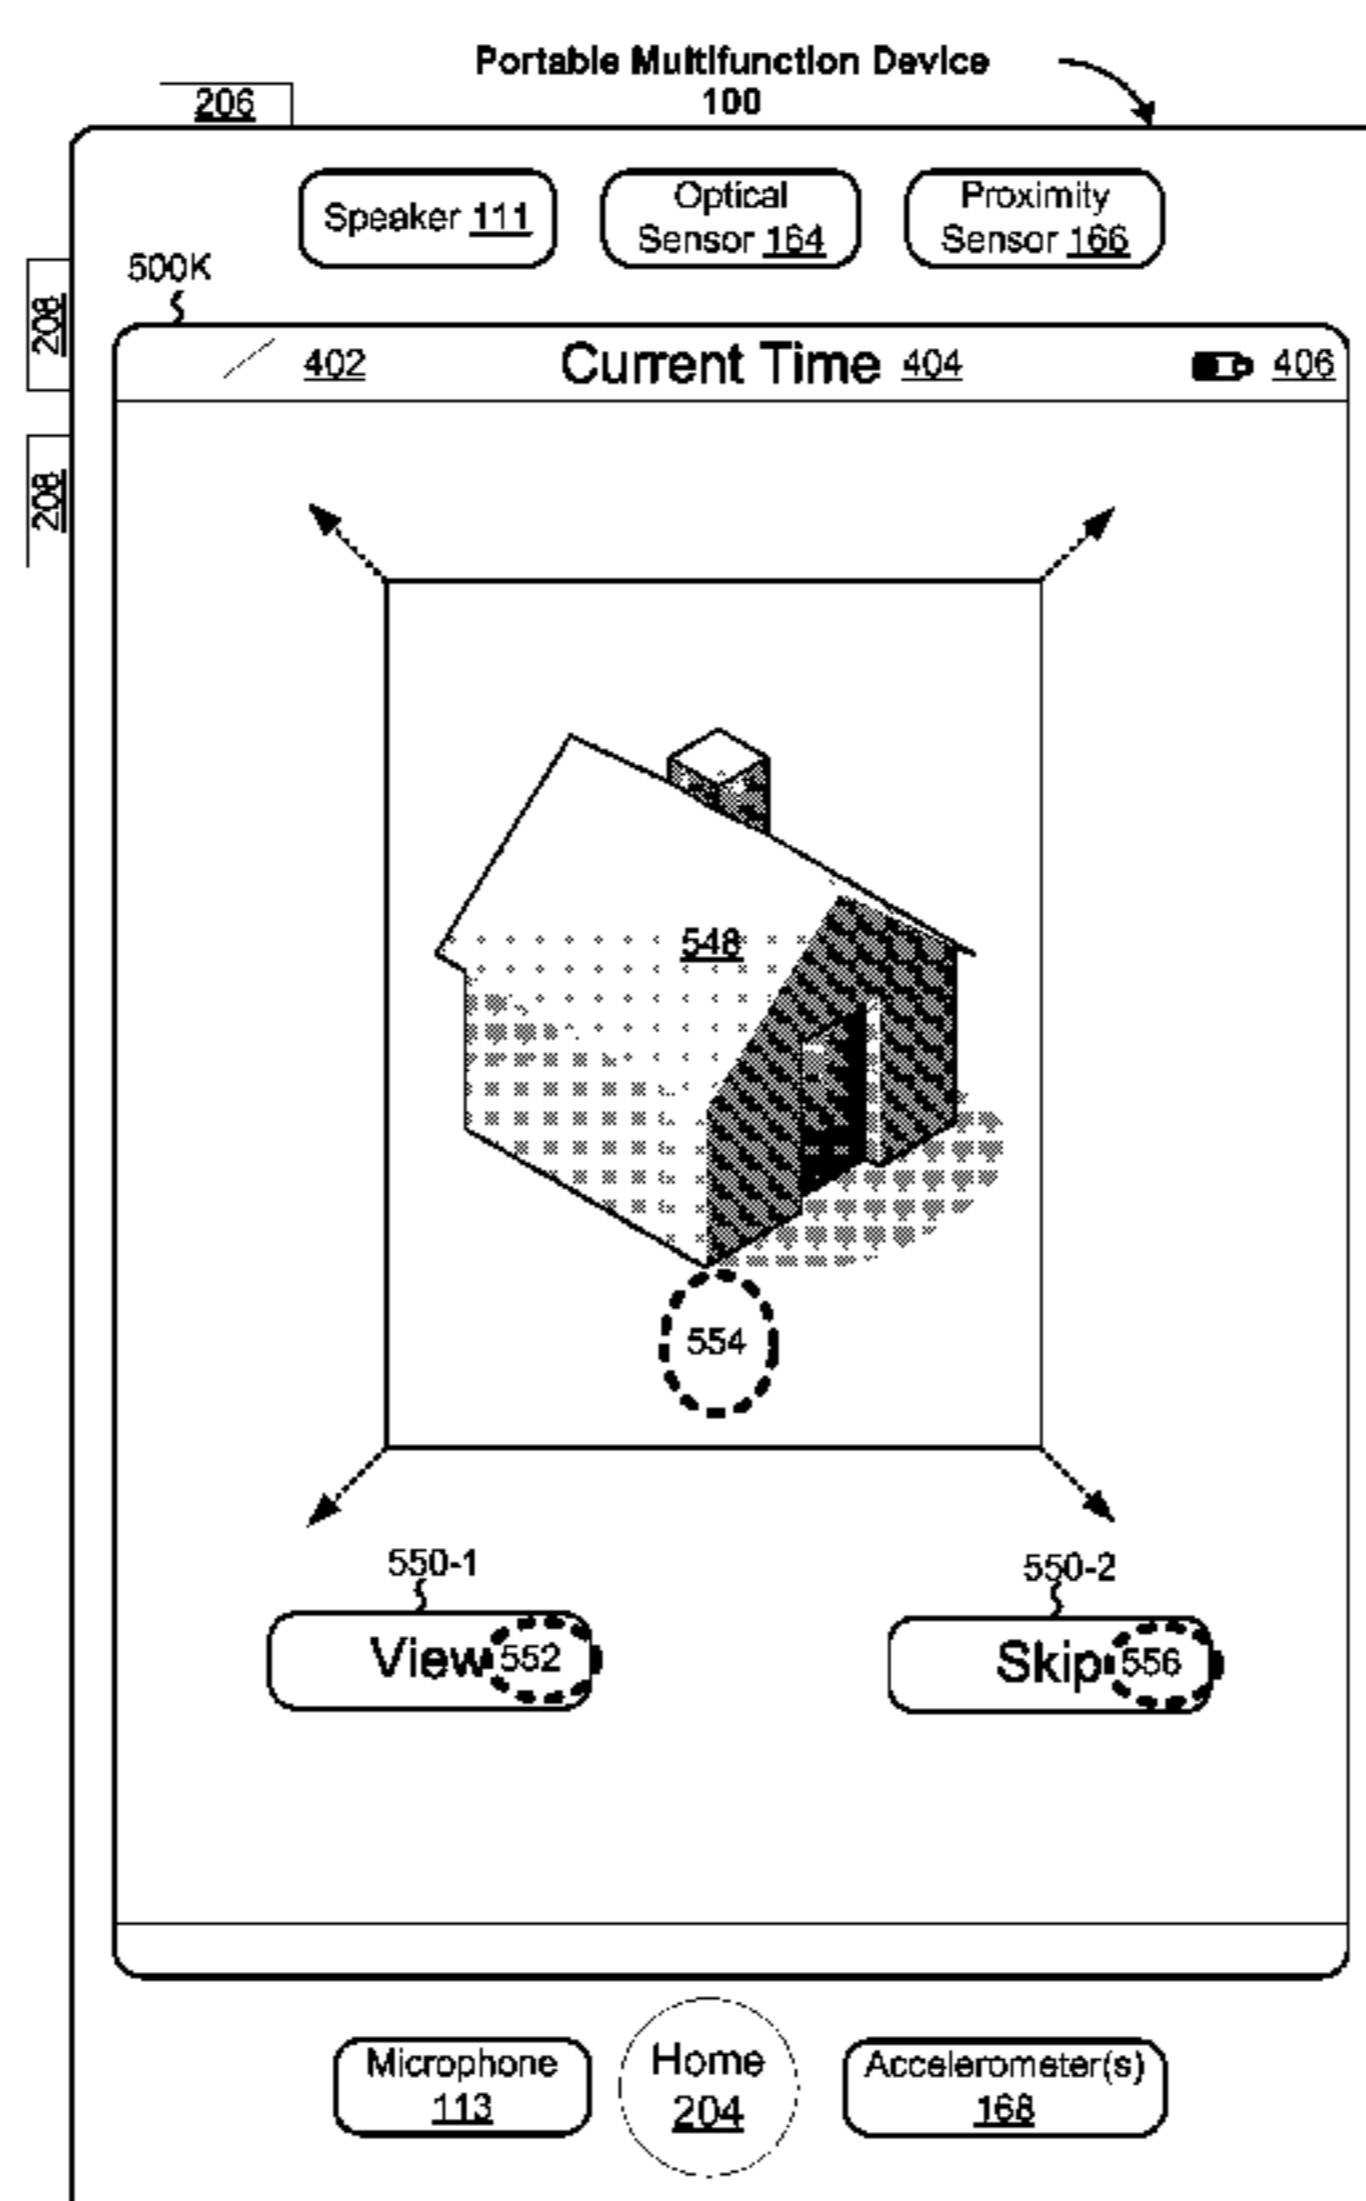 Portable Multifunction Device
100
206
Speaker 111
Optical
Sensor 164
Proximity
Sensor 166
500K
208
402
Current Time 404
406
208
548
554
550-1
550-2
View 552
Skip 556
Microphone
113
Home
204
Accelerometer(s)
168